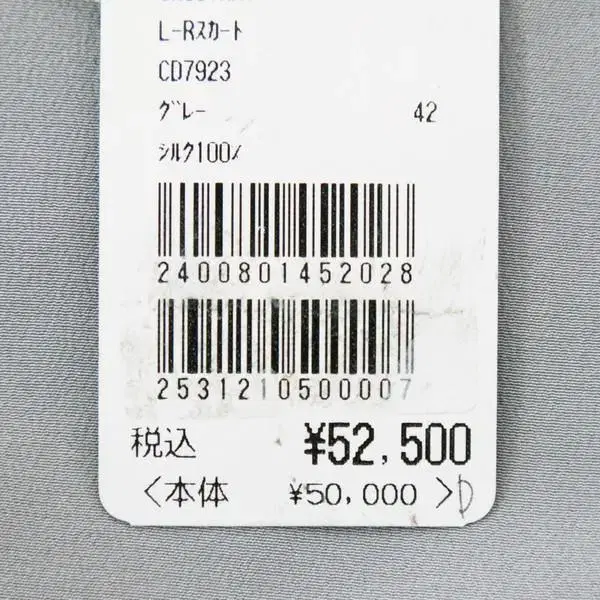 L-Rスカート
CD7923
グレー 42
シルク100%
2400801452028
2531210500007
税込 ¥52,500
<本体 ¥50,000>D